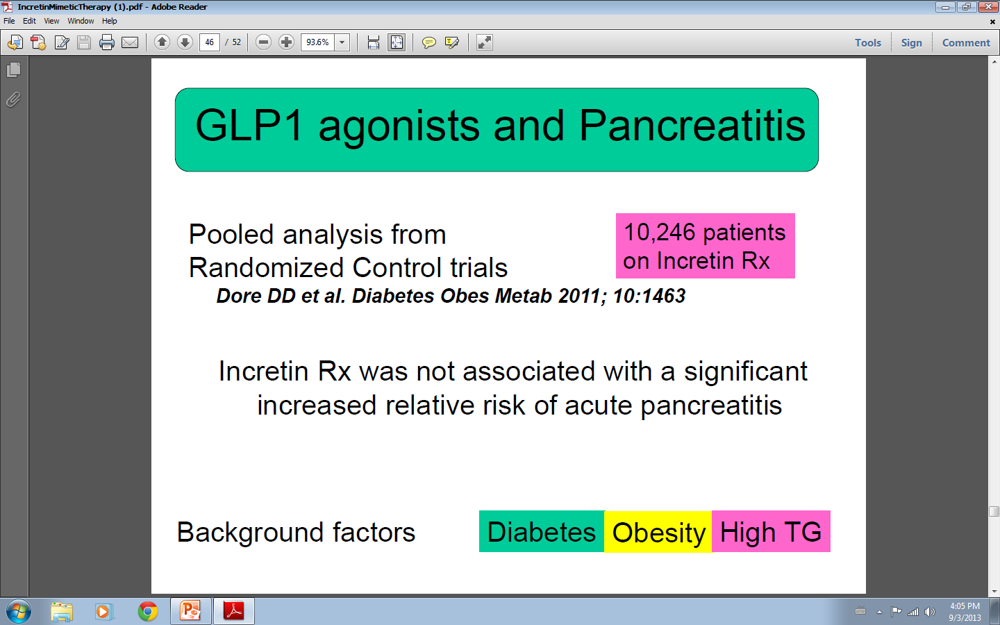 IncretinMimeticTherapy (1).pdf - Adobe Reader
File Edit View Window Help
46 / 52 93.6% Tools Sign Comment
GLP1 agonists and Pancreatitis
Pooled analysis from
Randomized Control trials
10,246 patients
on Incretin Rx
Dore DD et al. Diabetes Obes Metab 2011; 10:1463
Incretin Rx was not associated with a significant
increased relative risk of acute pancreatitis
Background factors Diabetes Obesity High TG
4:05 PM
9/3/2013